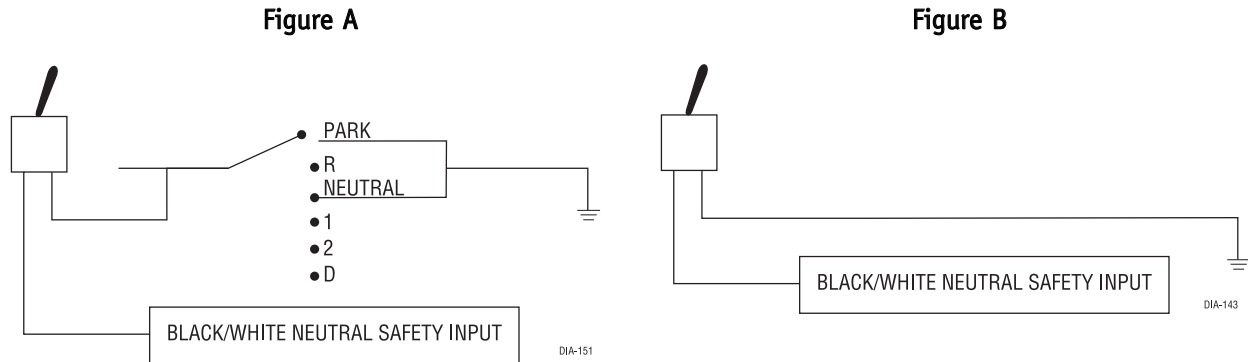 Figure A
PARK
R
NEUTRAL
1
2
D
BLACK/WHITE NEUTRAL SAFETY INPUT
DIA-151
Figure B
BLACK/WHITE NEUTRAL SAFETY INPUT
DIA-143